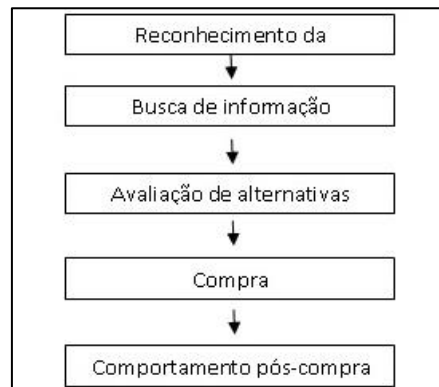 Reconhecimento da
Busca de informação
Avaliação de alternativas
Compra
Comportamento pós-compra